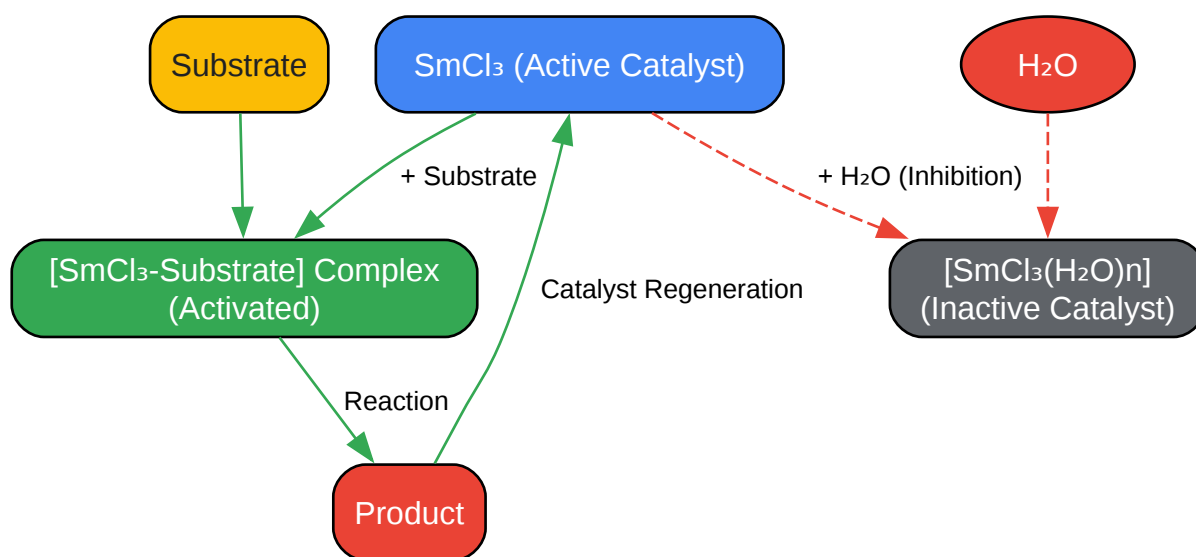 Substrate
SmCl₃ (Active Catalyst)
H₂O
+ Substrate
+ H₂O (Inhibition)
[SmCl₃-Substrate] Complex
(Activated)
Catalyst Regeneration
[SmCl₃(H₂O)n]
(Inactive Catalyst)
Reaction
Product